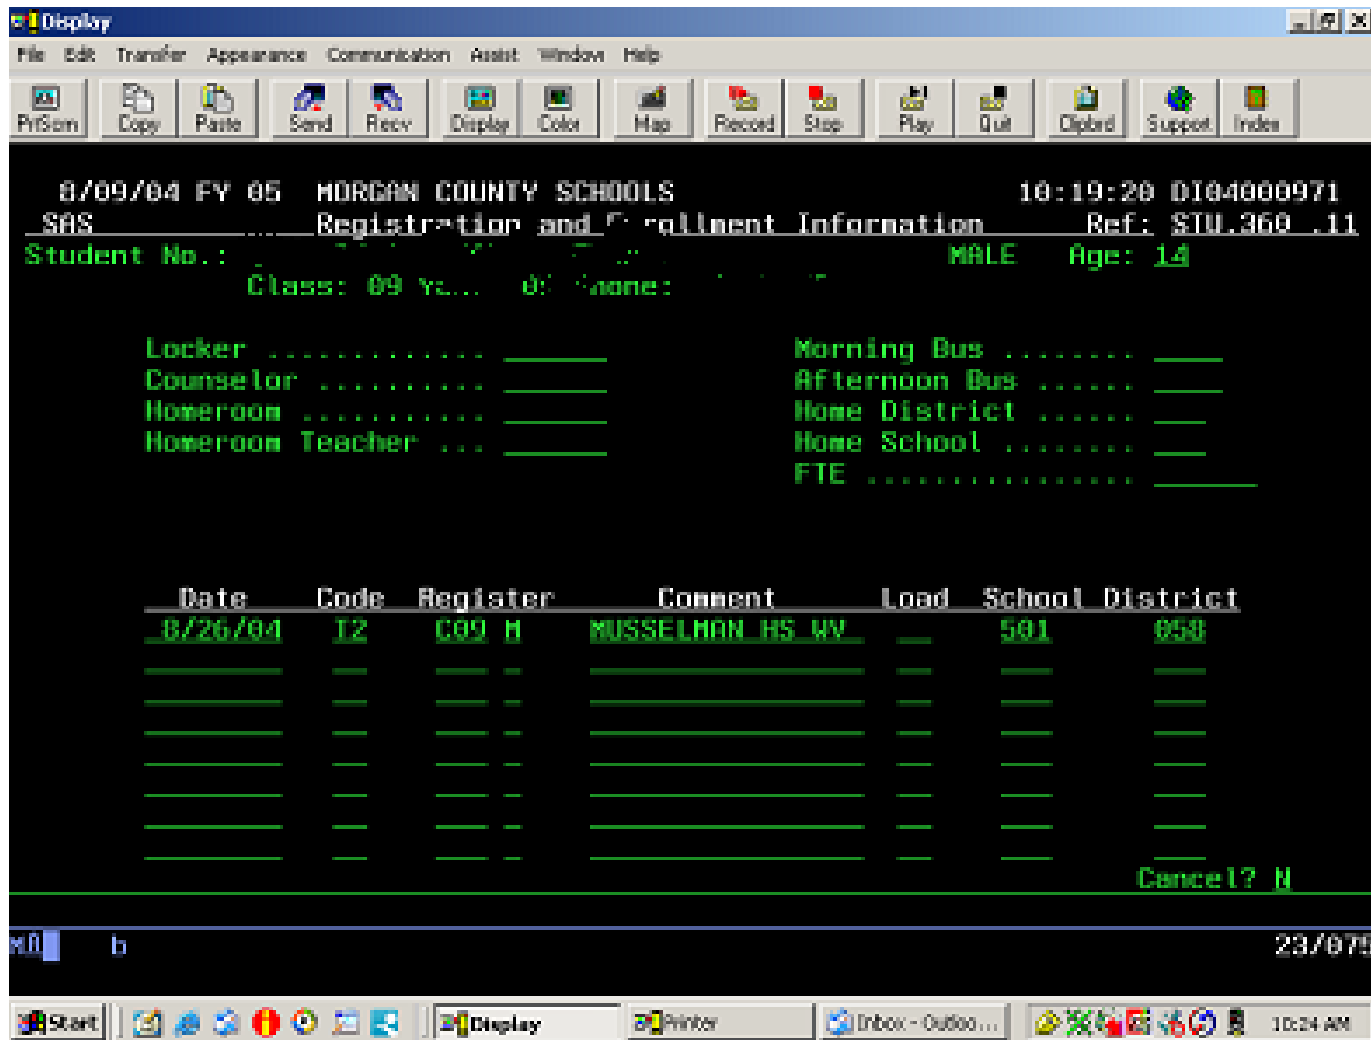 Display
File Edit Transfer Appearance Communication Assist Window Help
PrtScrn Copy Paste Send Recv Display Color Map Record Stop Play Quit Clipbrd Support Index
8/09/04 FY 05 MORGAN COUNTY SCHOOLS 10:19:20 DI04000971
SAS Registration and Enrollment Information Ref: STU.360 .11
Student No.: MALE Age: 14
Class: 09
Locker ............. Morning Bus ........
Counselor .......... Afternoon Bus ......
Homeroom ........... Home District ......
Homeroom Teacher ... Home School ........
FTE ................
Date Code Register Comment Load School District
8/26/04 T2 C09 M MUSSELMAN HS WV 501 058
Cancel? N
MA b 23/075
Start Display Printer Inbox - Outloo... 10:24 AM